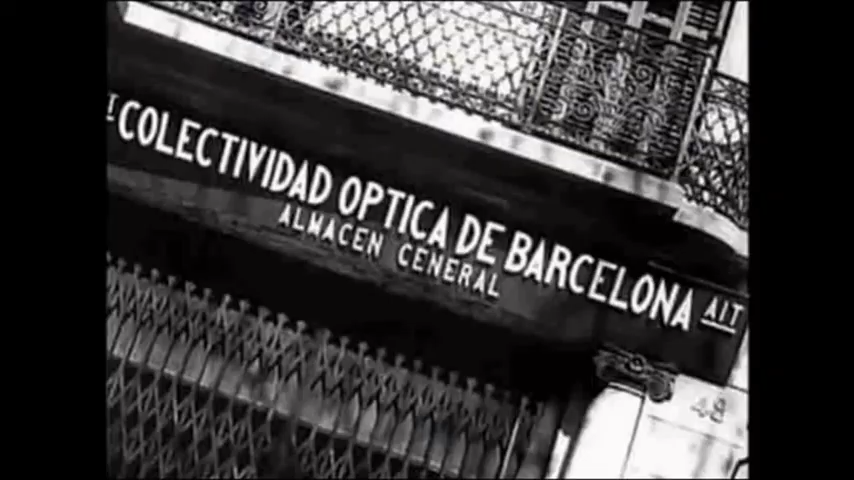 COLECTIVIDAD OPTICA DE BARCELONA AIT
ALMACEN GENERAL
48